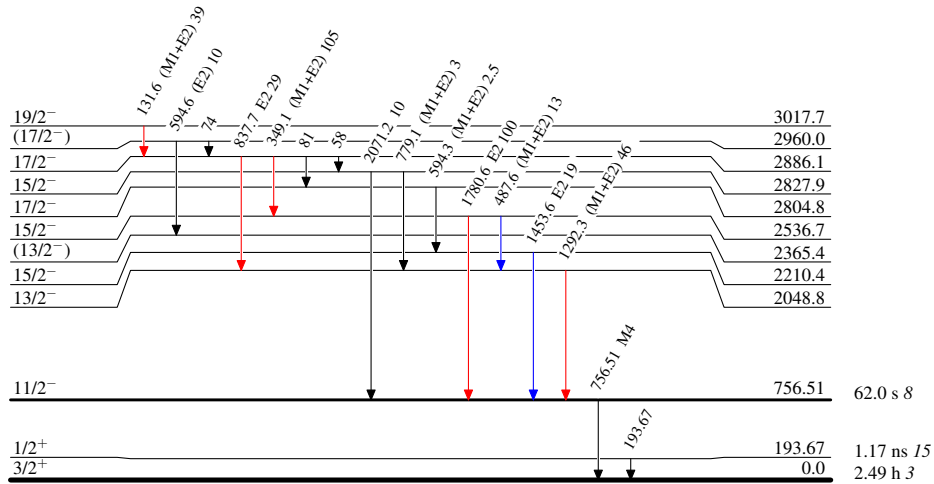 131.6 (M1+E2) 39
594.6 (E2) 10
74
837.7 E2 29
349.1 (M1+E2) 105
81
58
2071.2 10
779.1 (M1+E2) 3
594.3 (M1+E2) 2.5
1780.6 E2 100
487.6 (M1+E2) 13
1453.6 E2 19
1292.3 (M1+E2) 46
756.51 M4
193.67
19/2⁻ 3017.7
(17/2⁻) 2960.0
17/2⁻ 2886.1
15/2⁻ 2827.9
17/2⁻ 2804.8
15/2⁻ 2536.7
(13/2⁻) 2365.4
15/2⁻ 2210.4
13/2⁻ 2048.8
11/2⁻ 756.51 62.0 s 8
1/2⁺ 193.67 1.17 ns 15
3/2⁺ 0.0 2.49 h 3